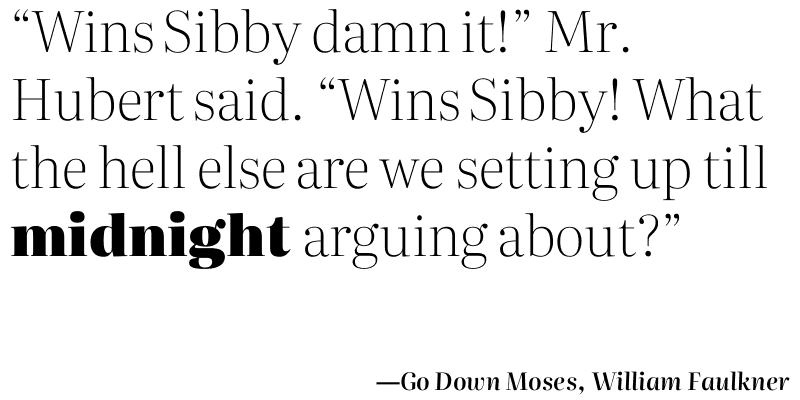 “Wins Sibby damn it!” Mr.
Hubert said. “Wins Sibby! What
the hell else are we setting up till
midnight arguing about?”
—Go Down Moses, William Faulkner